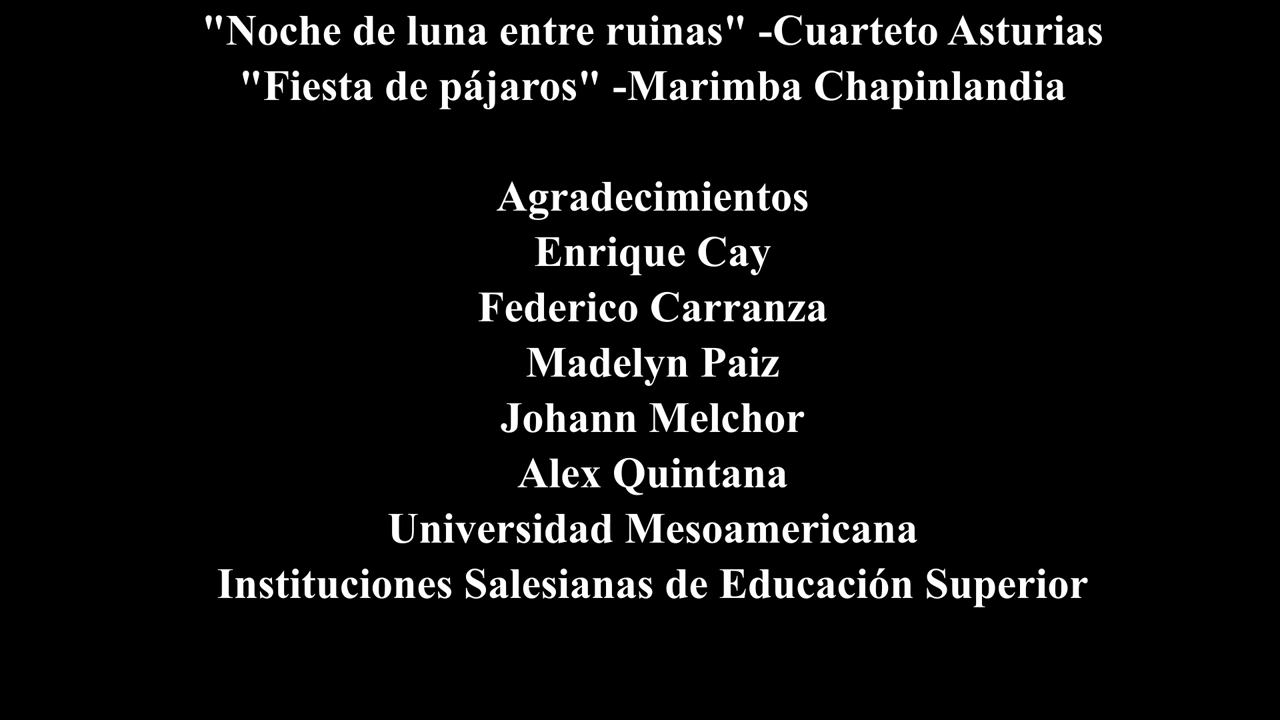 "Noche de luna entre ruinas" -Cuarteto Asturias
"Fiesta de pájaros" -Marimba Chapinlandia
Agradecimientos
Enrique Cay
Federico Carranza
Madelyn Paiz
Johann Melchor
Alex Quintana
Universidad Mesoamericana
Instituciones Salesianas de Educación Superior